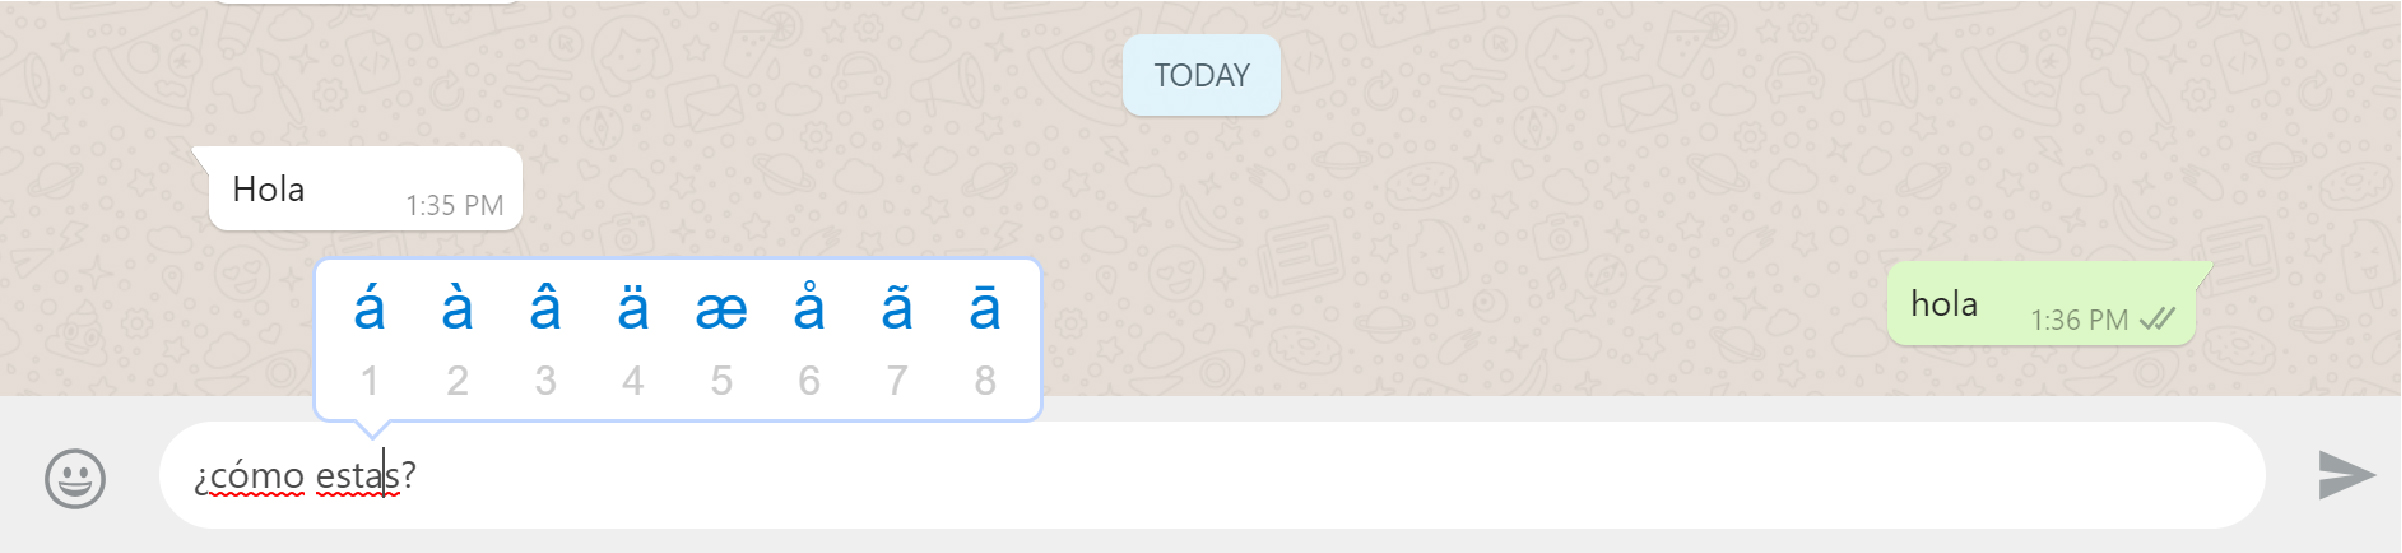 TODAY
Hola 1:35 PM
hola 1:36 PM
á à â ä æ å ã ā
1 2 3 4 5 6 7 8
¿cómo estas?